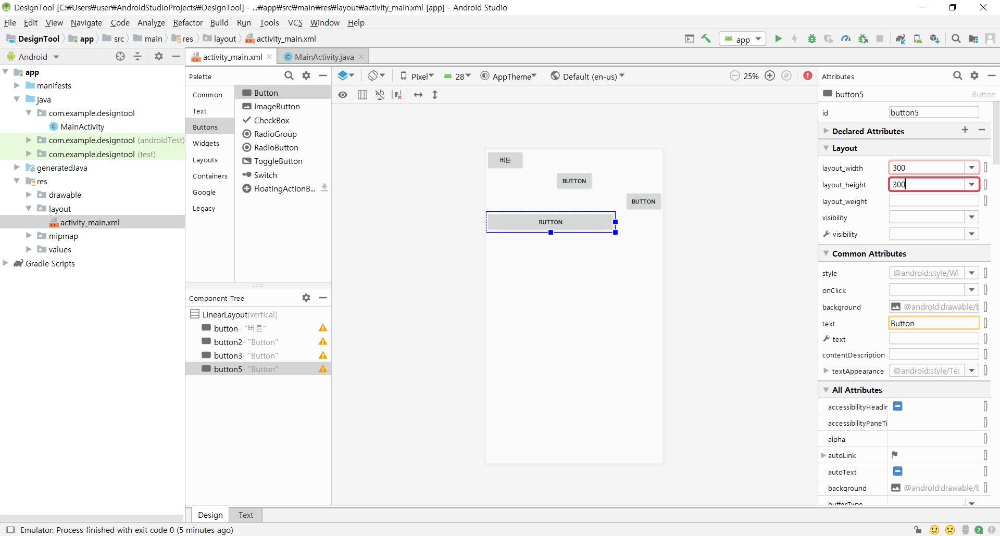 DesignTool [C:₩Users₩user₩AndroidStudioProjects₩DesignTool] - ...₩app₩src₩main₩res₩layout₩activity_main.xml [app] - Android Studio
File Edit View Navigate Code Analyze Refactor Build Run Tools VCS Window Help
DesignTool app src main res layout activity_main.xml
app
Android
activity_main.xml
MainActivity.java
app
manifests
java
com.example.designtool
MainActivity
com.example.designtool (androidTest)
com.example.designtool (test)
generatedJava
res
drawable
layout
activity_main.xml
mipmap
values
Gradle Scripts
Palette
Common
Text
Buttons
Widgets
Layouts
Containers
Google
Legacy
Button
ImageButton
CheckBox
RadioGroup
RadioButton
ToggleButton
Switch
FloatingActionB...
Component Tree
LinearLayout(vertical)
button- "버튼"
button2- "Button"
button3- "Button"
button5- "Button"
Pixel 28 AppTheme Default (en-us) 25%
버튼
BUTTON
BUTTON
BUTTON
Attributes
button5 Button
id button5
Declared Attributes
Layout
layout_width 300
layout_height 300
layout_weight
visibility
visibility
Common Attributes
style @android:style/Wi
onClick
background @android:drawable/b
text Button
text
contentDescription
textAppearance @android:style/Te:
All Attributes
accessibilityHeadin
accessibilityPaneTi
alpha
autoLink
autoText
background @android:drawable/b
bufferType
Design Text
Emulator: Process finished with exit code 0 (5 minutes ago)
2